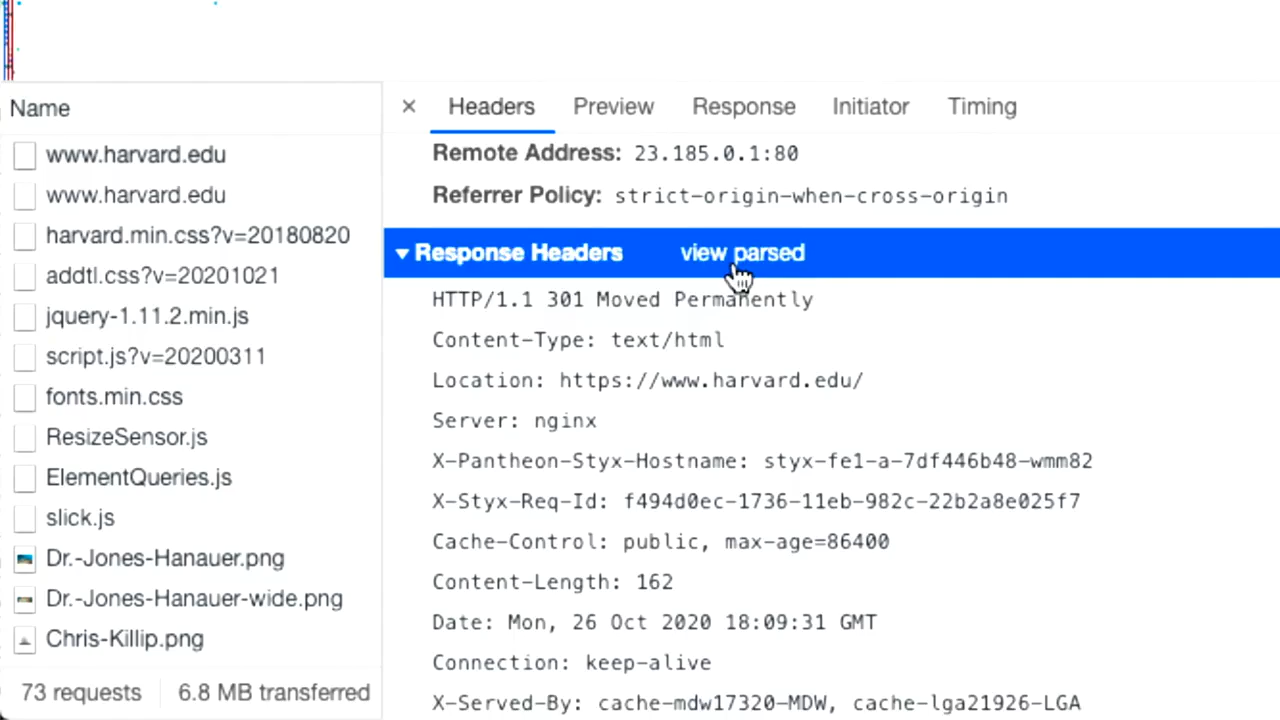 Name
www.harvard.edu
www.harvard.edu
harvard.min.css?v=20180820
addtl.css?v=20201021
jquery-1.11.2.min.js
script.js?v=20200311
fonts.min.css
ResizeSensor.js
ElementQueries.js
slick.js
Dr.-Jones-Hanauer.png
Dr.-Jones-Hanauer-wide.png
Chris-Killip.png
73 requests 6.8 MB transferred
× Headers Preview Response Initiator Timing
Remote Address: 23.185.0.1:80
Referrer Policy: strict-origin-when-cross-origin
Response Headers view parsed
HTTP/1.1 301 Moved Permanently
Content-Type: text/html
Location: https://www.harvard.edu/
Server: nginx
X-Pantheon-Styx-Hostname: styx-fe1-a-7df446b48-wmm82
X-Styx-Req-Id: f494d0ec-1736-11eb-982c-22b2a8e025f7
Cache-Control: public, max-age=86400
Content-Length: 162
Date: Mon, 26 Oct 2020 18:09:31 GMT
Connection: keep-alive
X-Served-By: cache-mdw17320-MDW, cache-lga21926-LGA